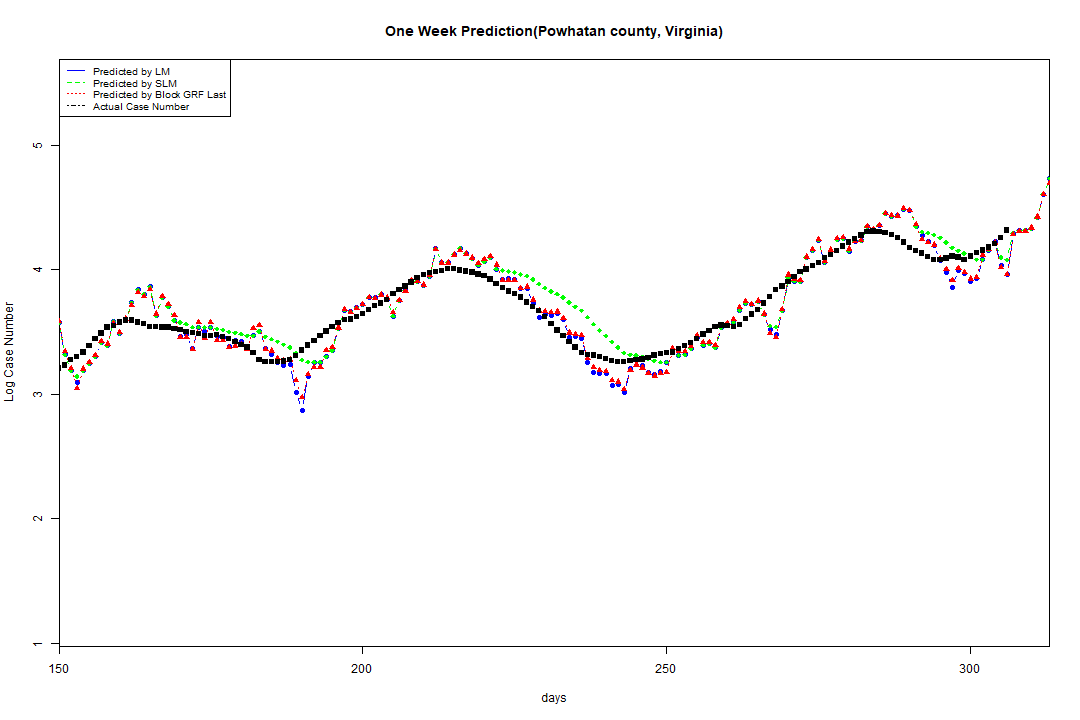 One Week Prediction(Powhatan county, Virginia)
Predicted by LM
Predicted by SLM
Predicted by Block GRF Last
Actual Case Number
Log Case Number
5
4
3
2
1
150 200 250 300
days